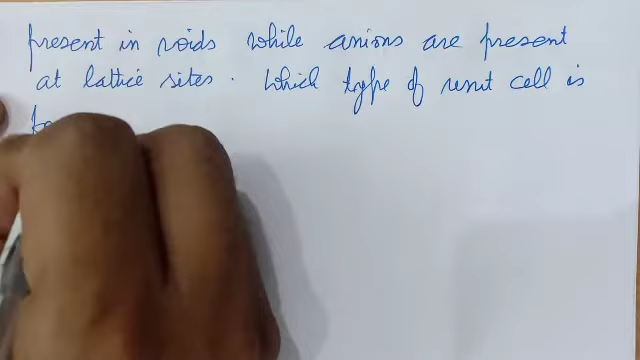 present in voids while anions are present
at lattice sites. Which type of unit cell is